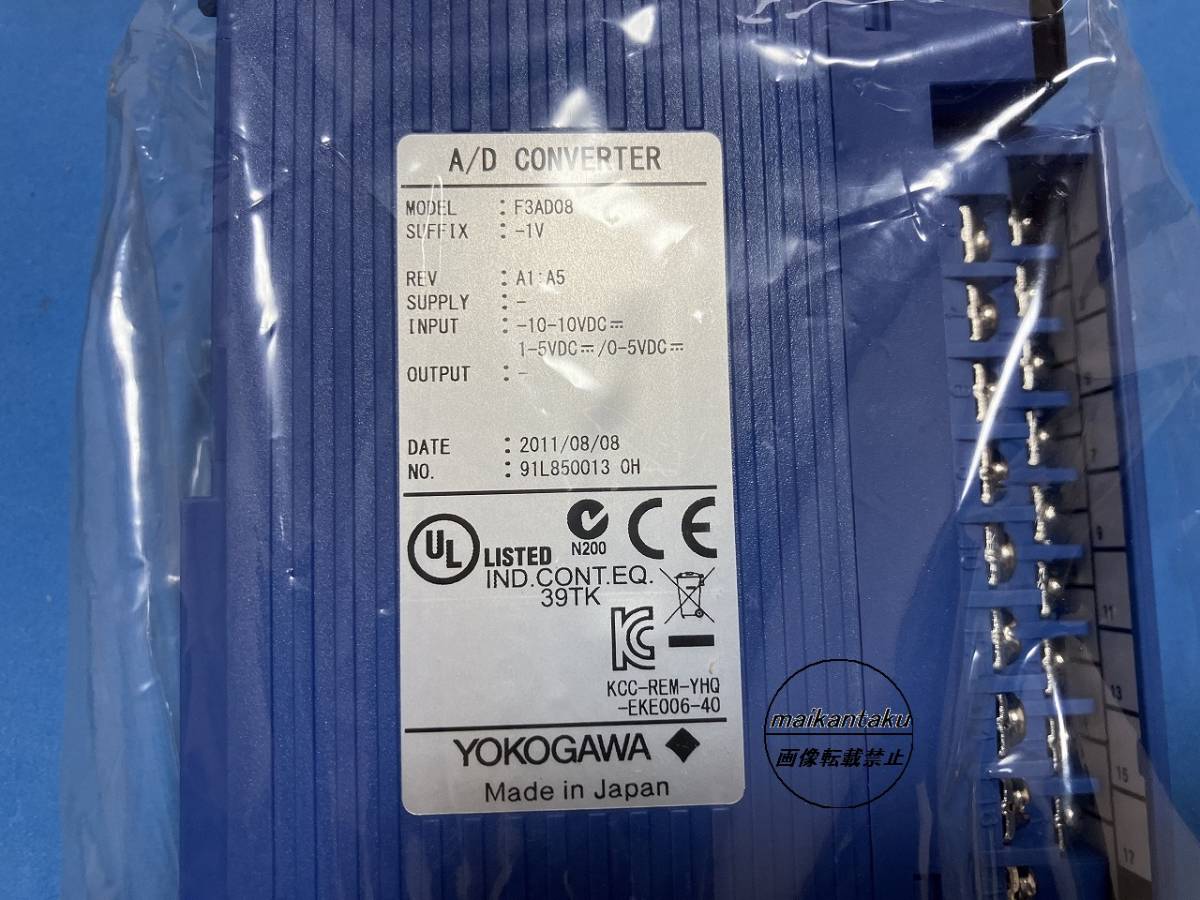 A/D CONVERTER
MODEL : F3AD08
SUFFIX : -1V
REV : A1:A5
SUPPLY : -
INPUT : -10-10VDC⎓
1-5VDC⎓/0-5VDC⎓
OUTPUT : -
DATE : 2011/08/08
NO. : 91L850013 0H
UL LISTED
N200
CE
IND.CONT.EQ.
39TK
KCC-REM-YHQ
-EKE006-40
YOKOGAWA
Made in Japan
maikantaku
画像転載禁止
7
9
11
13
15
17